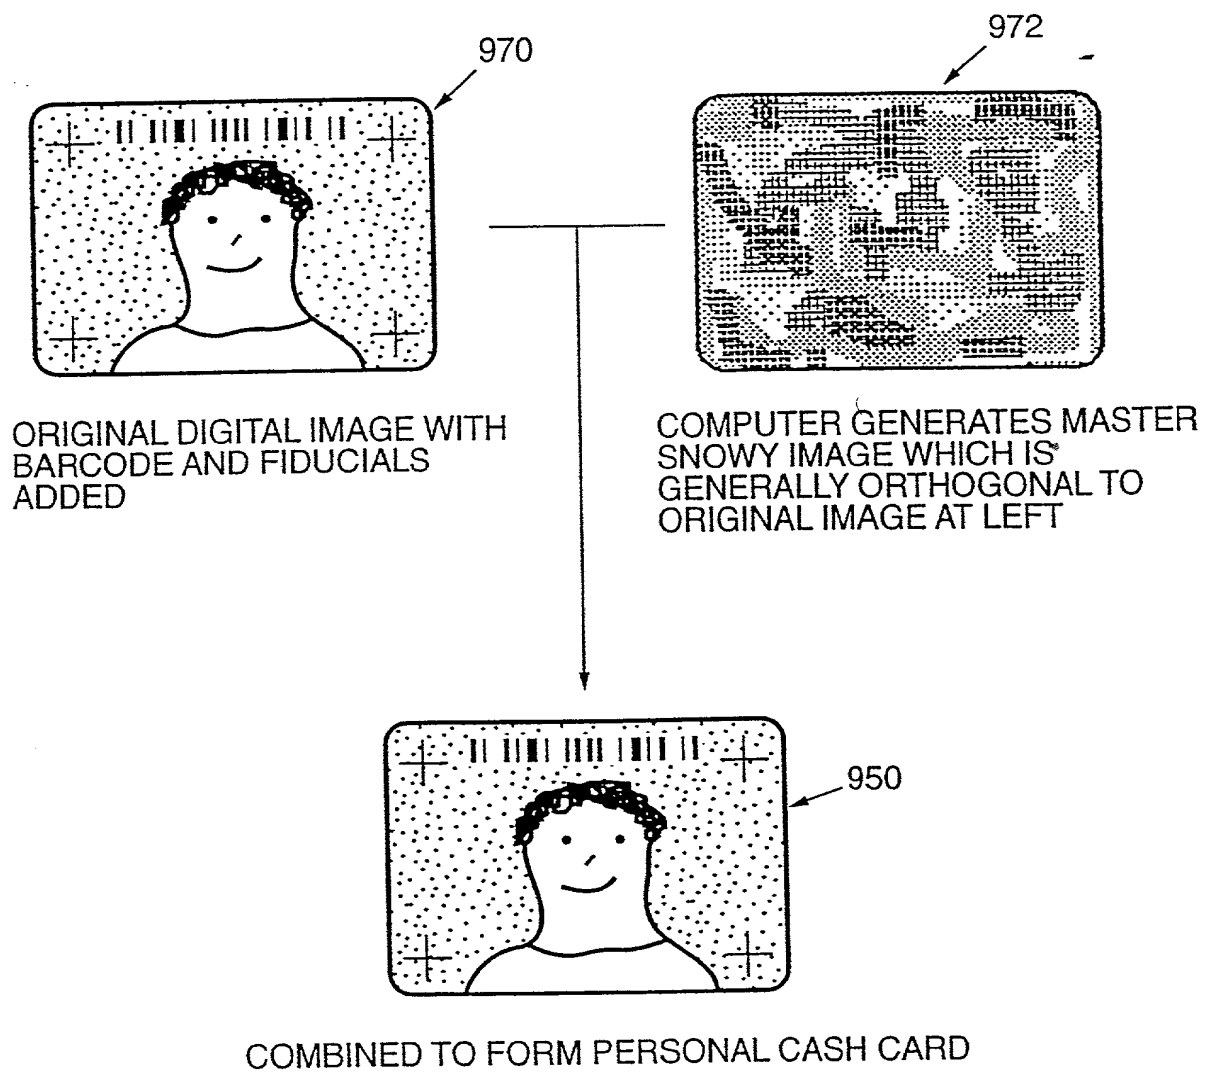 970
972
ORIGINAL DIGITAL IMAGE WITH
BARCODE AND FIDUCIALS
ADDED
COMPUTER GENERATES MASTER
SNOWY IMAGE WHICH IS
GENERALLY ORTHOGONAL TO
ORIGINAL IMAGE AT LEFT
950
COMBINED TO FORM PERSONAL CASH CARD